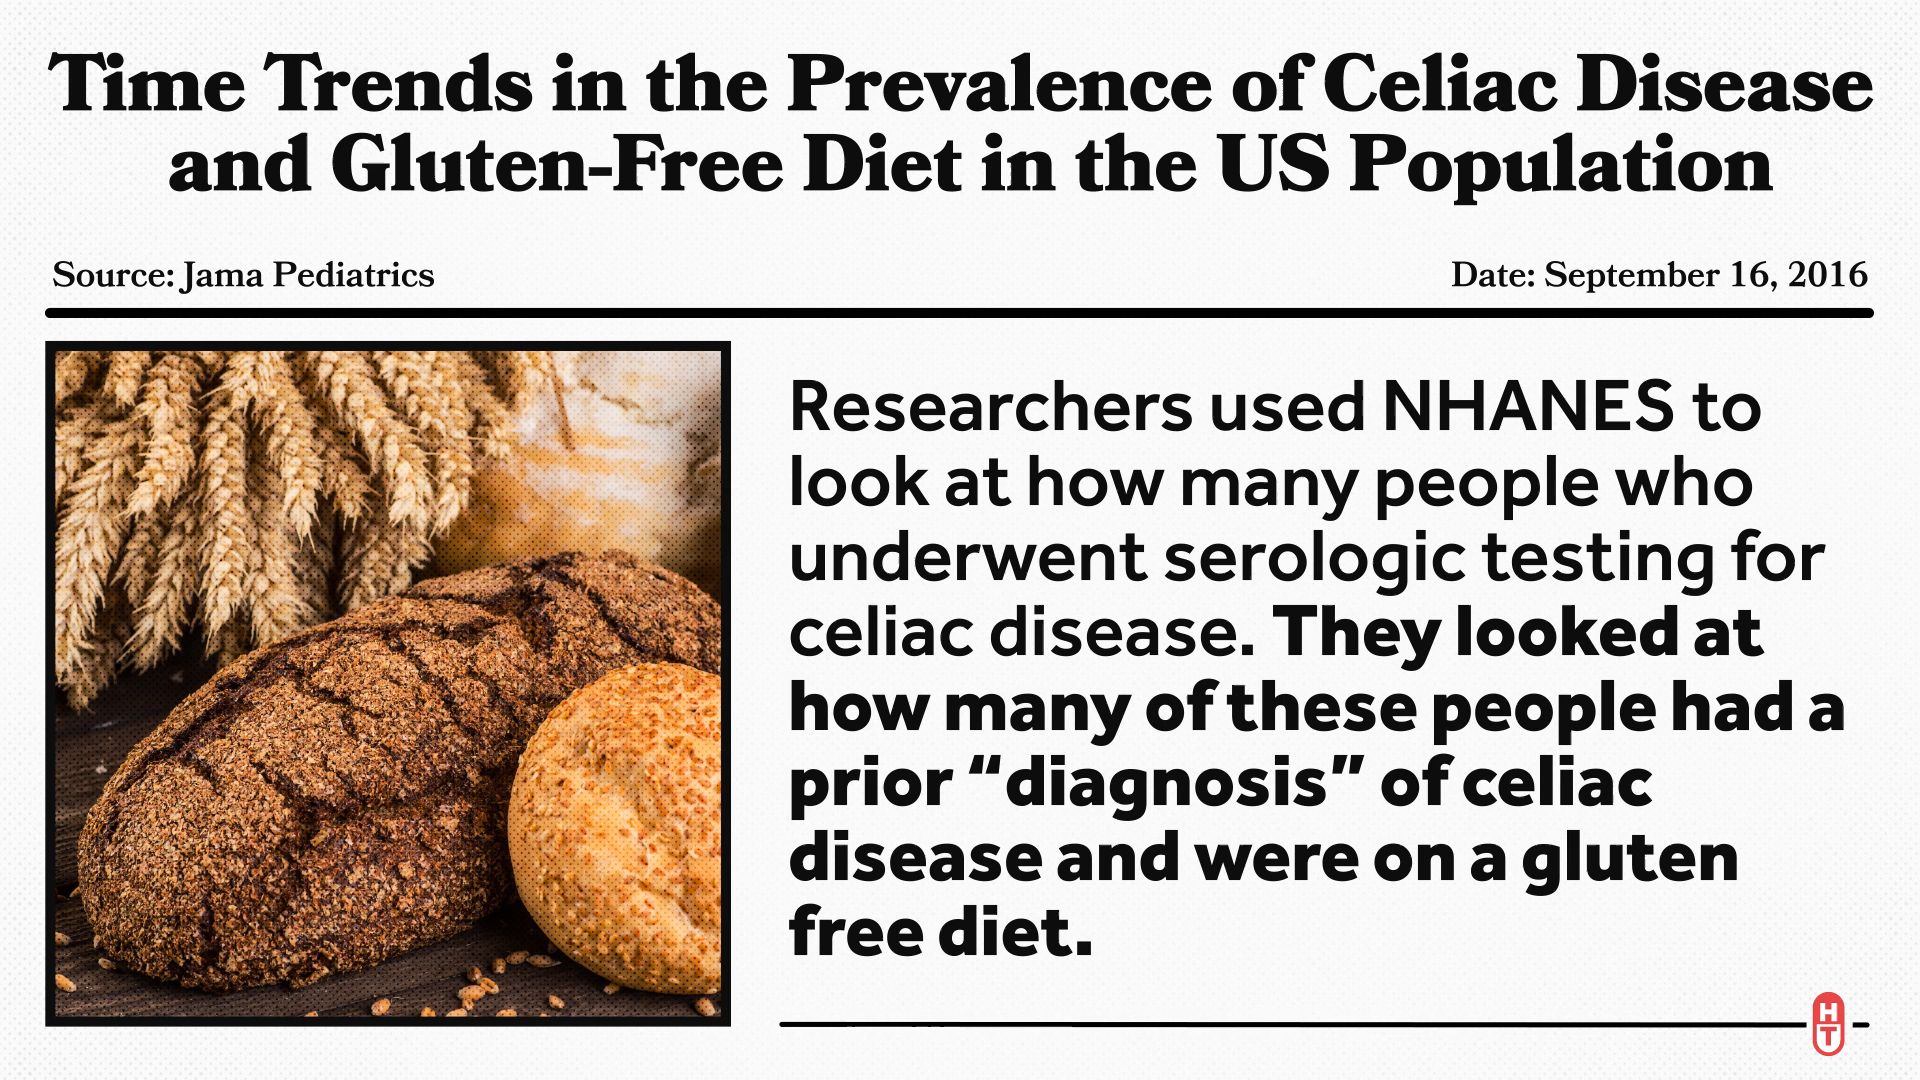 Time Trends in the Prevalence of Celiac Disease
and Gluten-Free Diet in the US Population
Source: Jama Pediatrics
Date: September 16, 2016
Researchers used NHANES to
look at how many people who
underwent serologic testing for
celiac disease. They looked at
how many of these people had a
prior “diagnosis” of celiac
disease and were on a gluten
free diet.
H
T